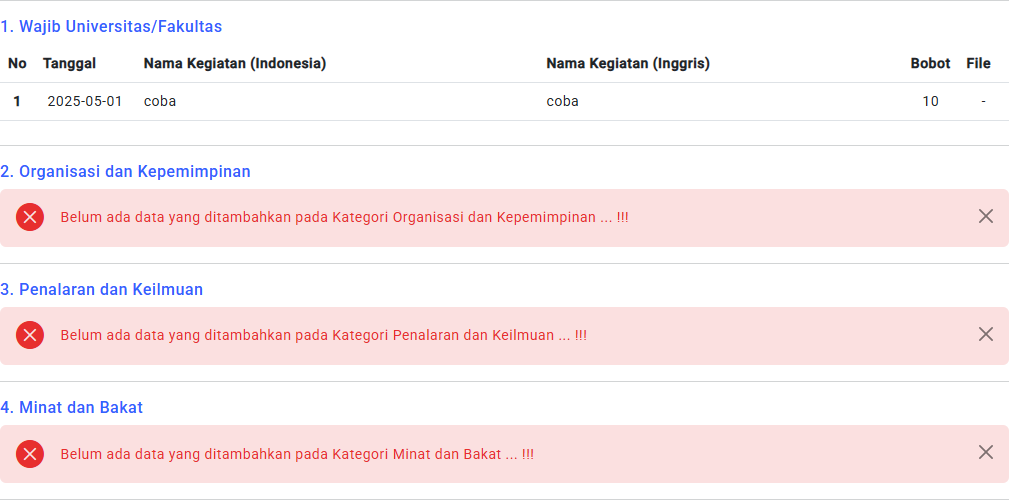 1. Wajib Universitas/Fakultas
No Tanggal Nama Kegiatan (Indonesia) Nama Kegiatan (Inggris) Bobot File
1 2025-05-01 coba coba 10 -
2. Organisasi dan Kepemimpinan
Belum ada data yang ditambahkan pada Kategori Organisasi dan Kepemimpinan ... !!!
3. Penalaran dan Keilmuan
Belum ada data yang ditambahkan pada Kategori Penalaran dan Keilmuan ... !!!
4. Minat dan Bakat
Belum ada data yang ditambahkan pada Kategori Minat dan Bakat ... !!!